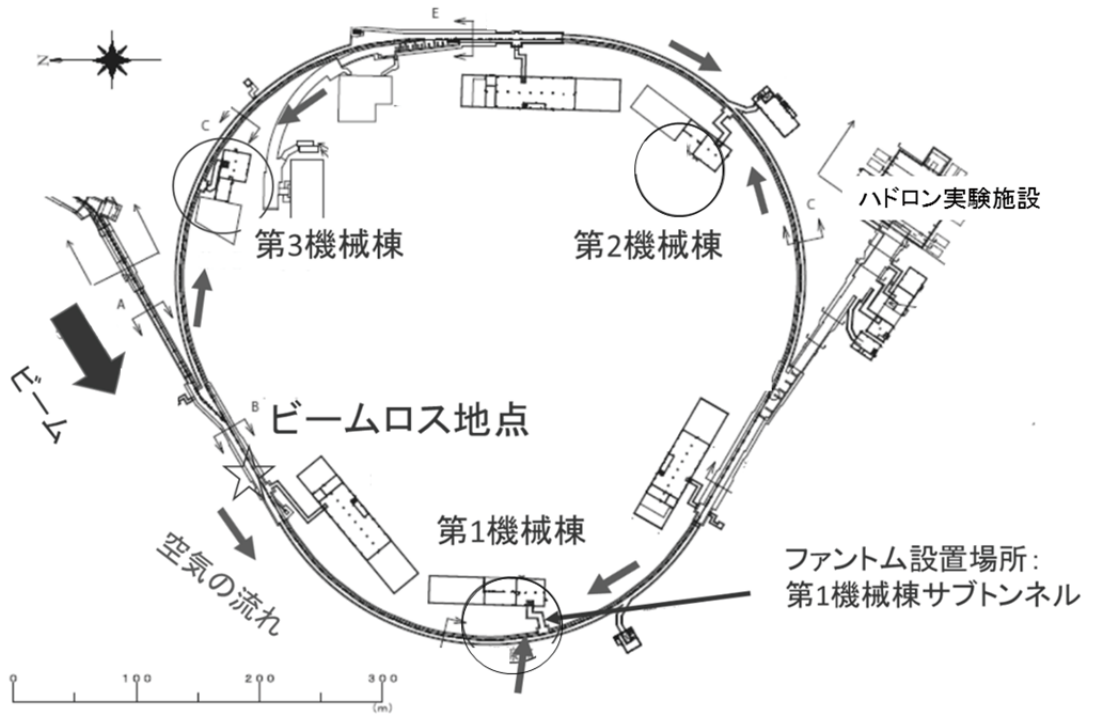 E
N
C
ハドロン実験施設
C
第3機械棟
第2機械棟
A
ビーム
B
ビームロス地点
第1機械棟
空気の流れ
ファントム設置場所：
第1機械棟サブトンネル
0 100 200 300
(m)